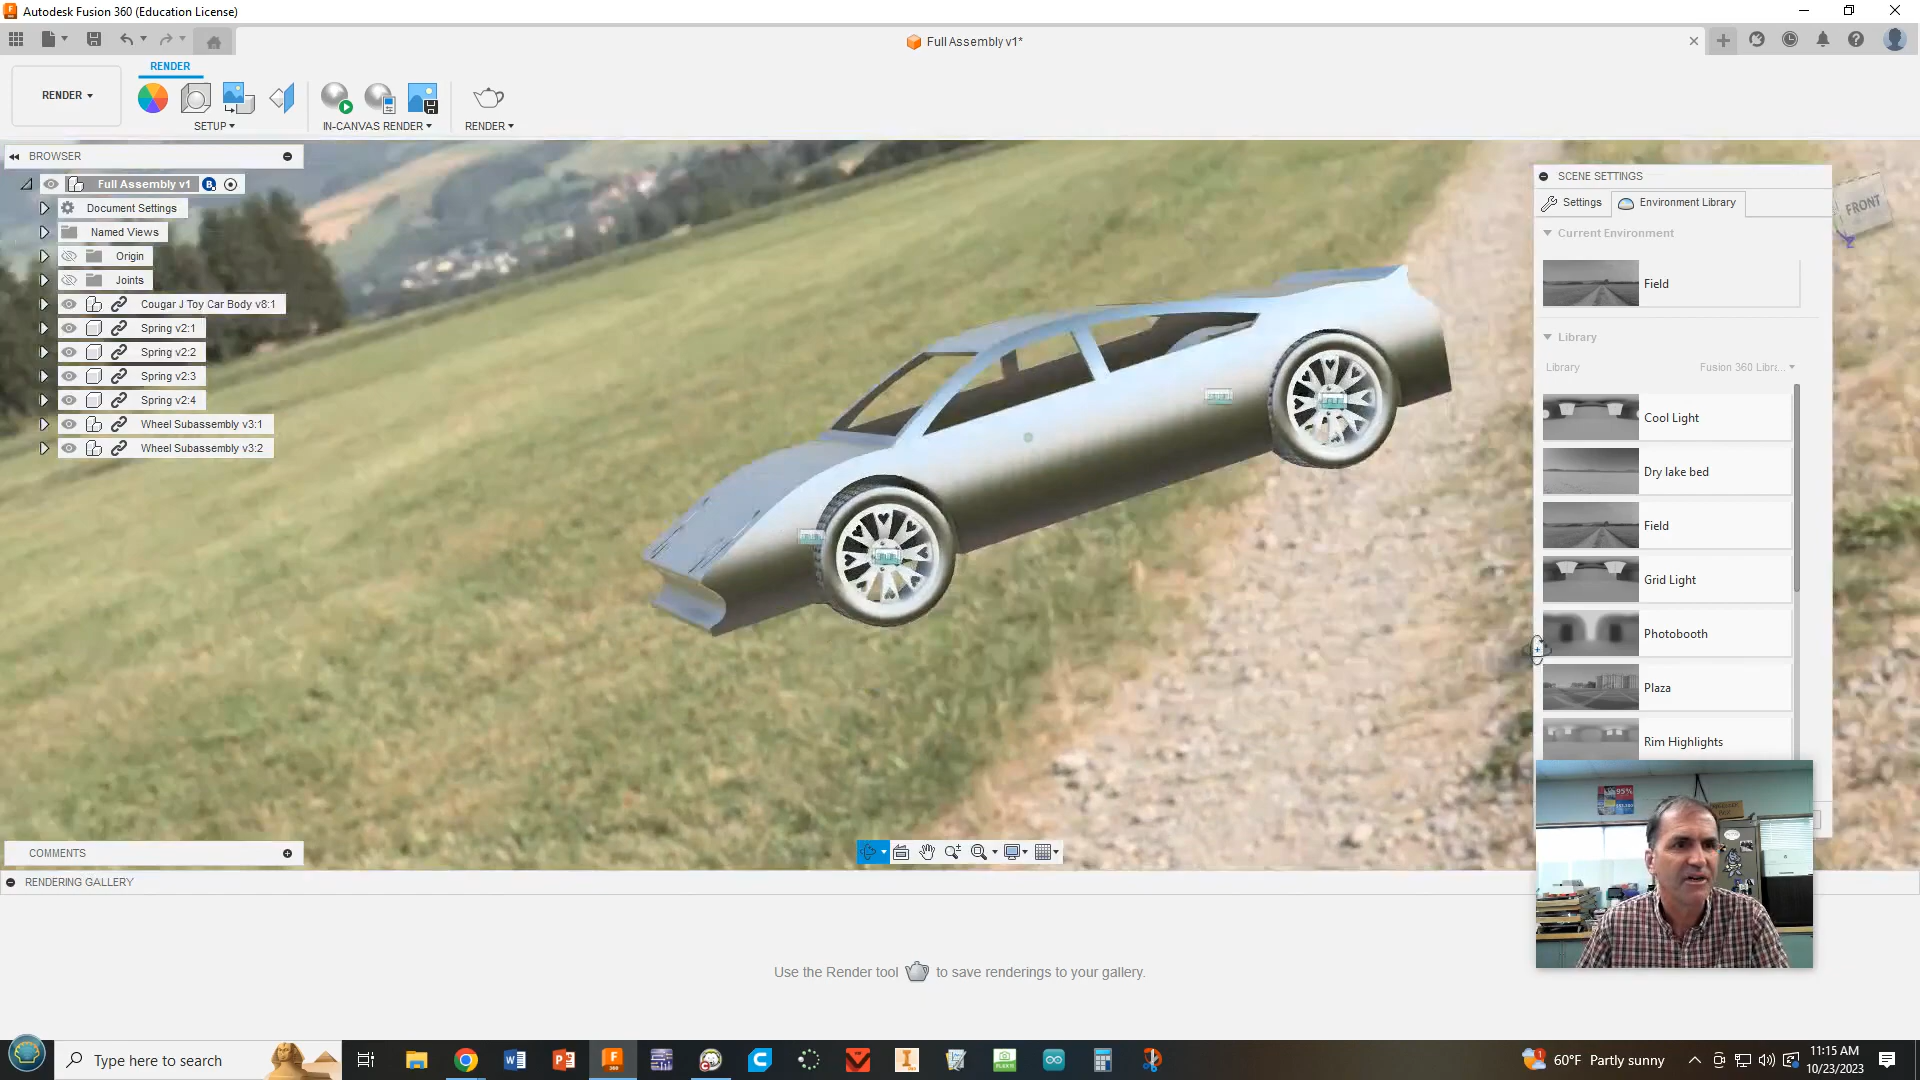 Autodesk Fusion 360 (Education License)
Full Assembly v1*
RENDER
RENDER
SETUP
IN-CANVAS RENDER
RENDER
BROWSER
Full Assembly v1
Document Settings
Named Views
Origin
Joints
Cougar J Toy Car Body v8:1
Spring v2:1
Spring v2:2
Spring v2:3
Spring v2:4
Wheel Subassembly v3:1
Wheel Subassembly v3:2
SCENE SETTINGS
Settings
Environment Library
FRONT
Current Environment
Field
Library
Library
Fusion 360 Libra...
Cool Light
Dry lake bed
Field
Grid Light
Photobooth
Plaza
Rim Highlights
95%
COMMENTS
RENDERING GALLERY
Use the Render tool to save renderings to your gallery.
Type here to search
60°F Partly sunny
11:15 AM
10/23/2023